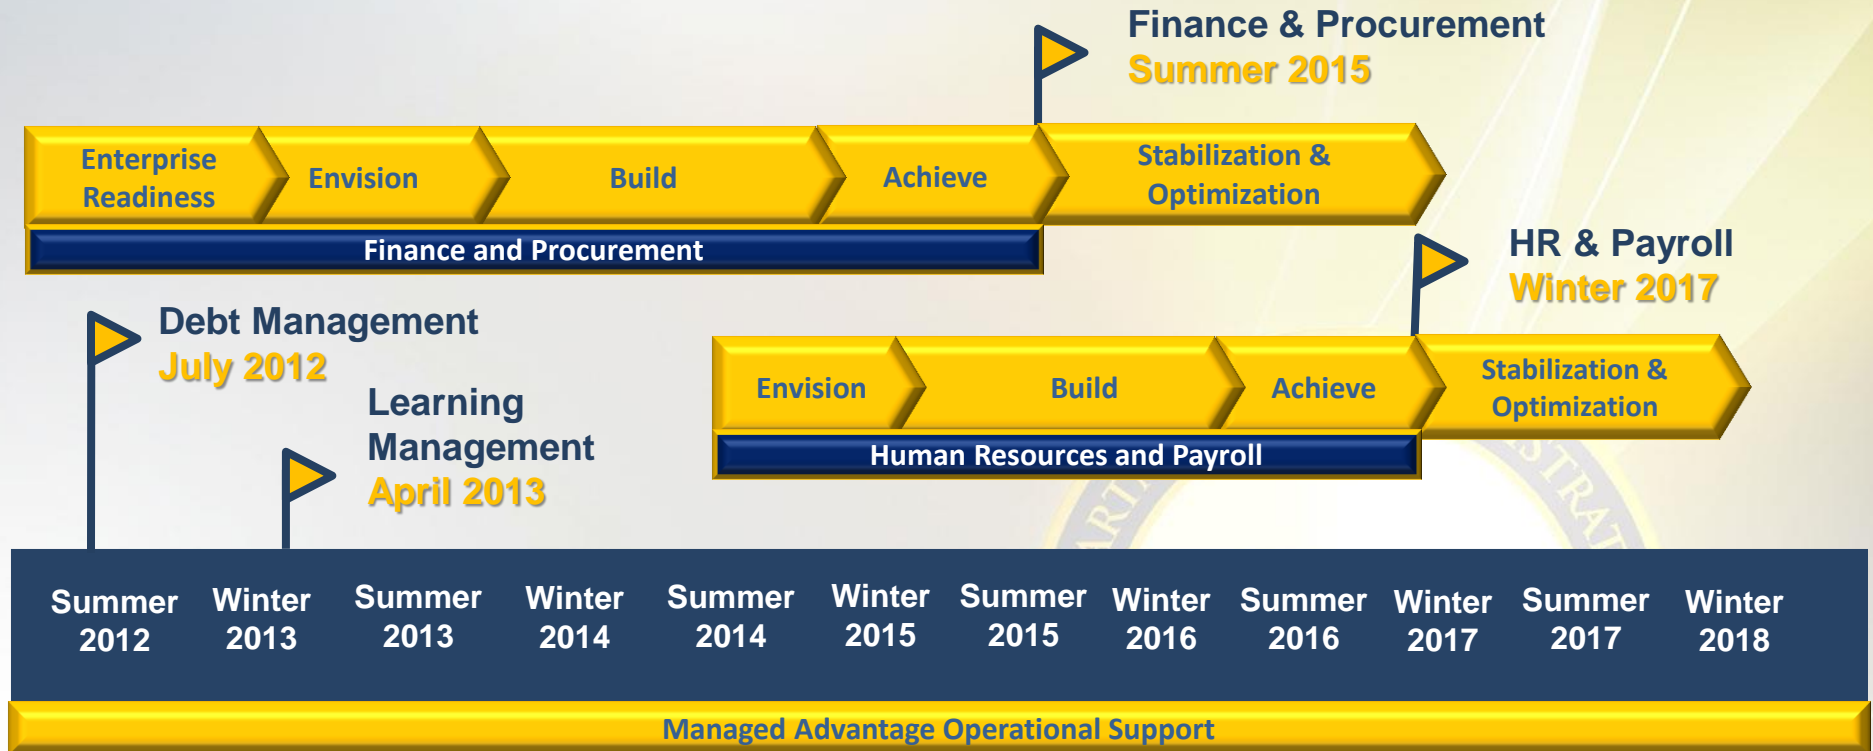 Finance & Procurement
Summer 2015
Enterprise
Readiness
Envision
Build
Achieve
Stabilization &
Optimization
Finance and Procurement
HR & Payroll
Winter 2017
Debt Management
July 2012
Learning
Management
April 2013
Envision
Build
Achieve
Stabilization &
Optimization
Human Resources and Payroll
Summer
2012
Winter
2013
Summer
2013
Winter
2014
Summer
2014
Winter
2015
Summer
2015
Winter
2016
Summer
2016
Winter
2017
Summer
2017
Winter
2018
Managed Advantage Operational Support